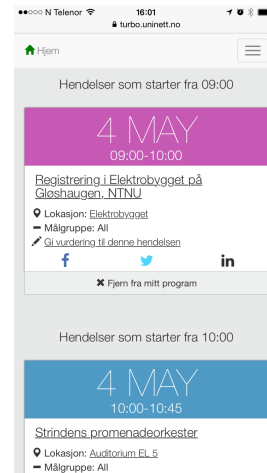 N Telenor 16:01
turbo.uninett.no
Hjem
Hendelser som starter fra 09:00
4 MAY
09:00-10:00
Registrering i Elektrobygget på
Gløshaugen, NTNU
Lokasjon: Elektrobygget
Målgruppe: All
Gi vurdering til denne hendelsen
Fjern fra mitt program
Hendelser som starter fra 10:00
4 MAY
10:00-10:45
Strindens promenadeorkester
Lokasjon: Auditorium EL 5
Målgruppe: All